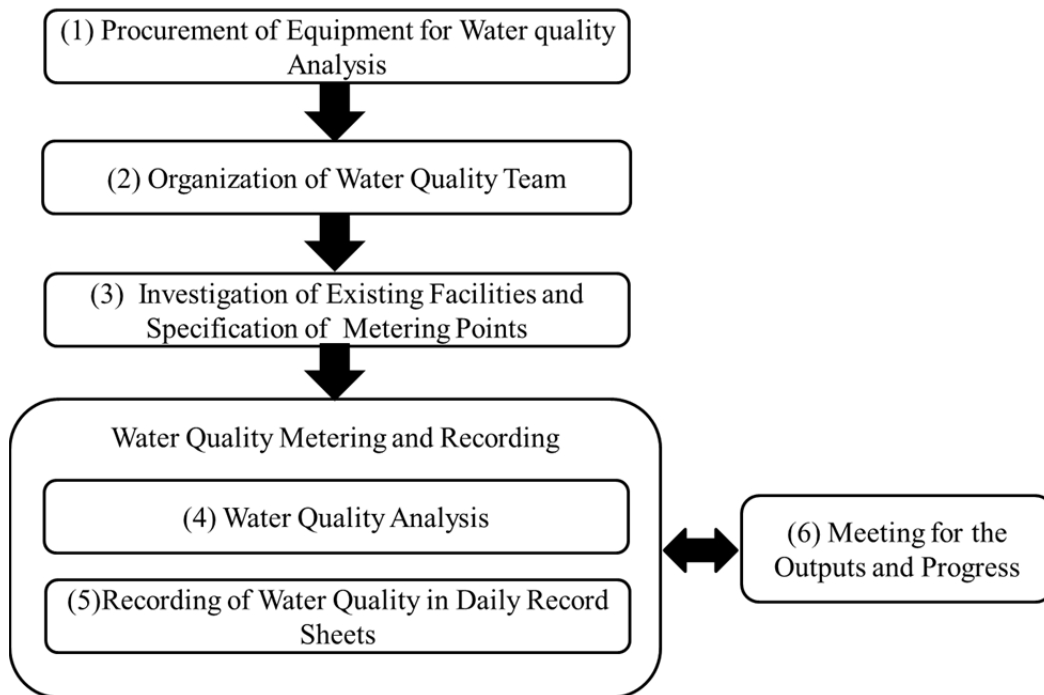 (1) Procurement of Equipment for Water quality
Analysis
(2) Organization of Water Quality Team
(3) Investigation of Existing Facilities and
Specification of Metering Points
Water Quality Metering and Recording
(4) Water Quality Analysis
(5)Recording of Water Quality in Daily Record
Sheets
(6) Meeting for the
Outputs and Progress